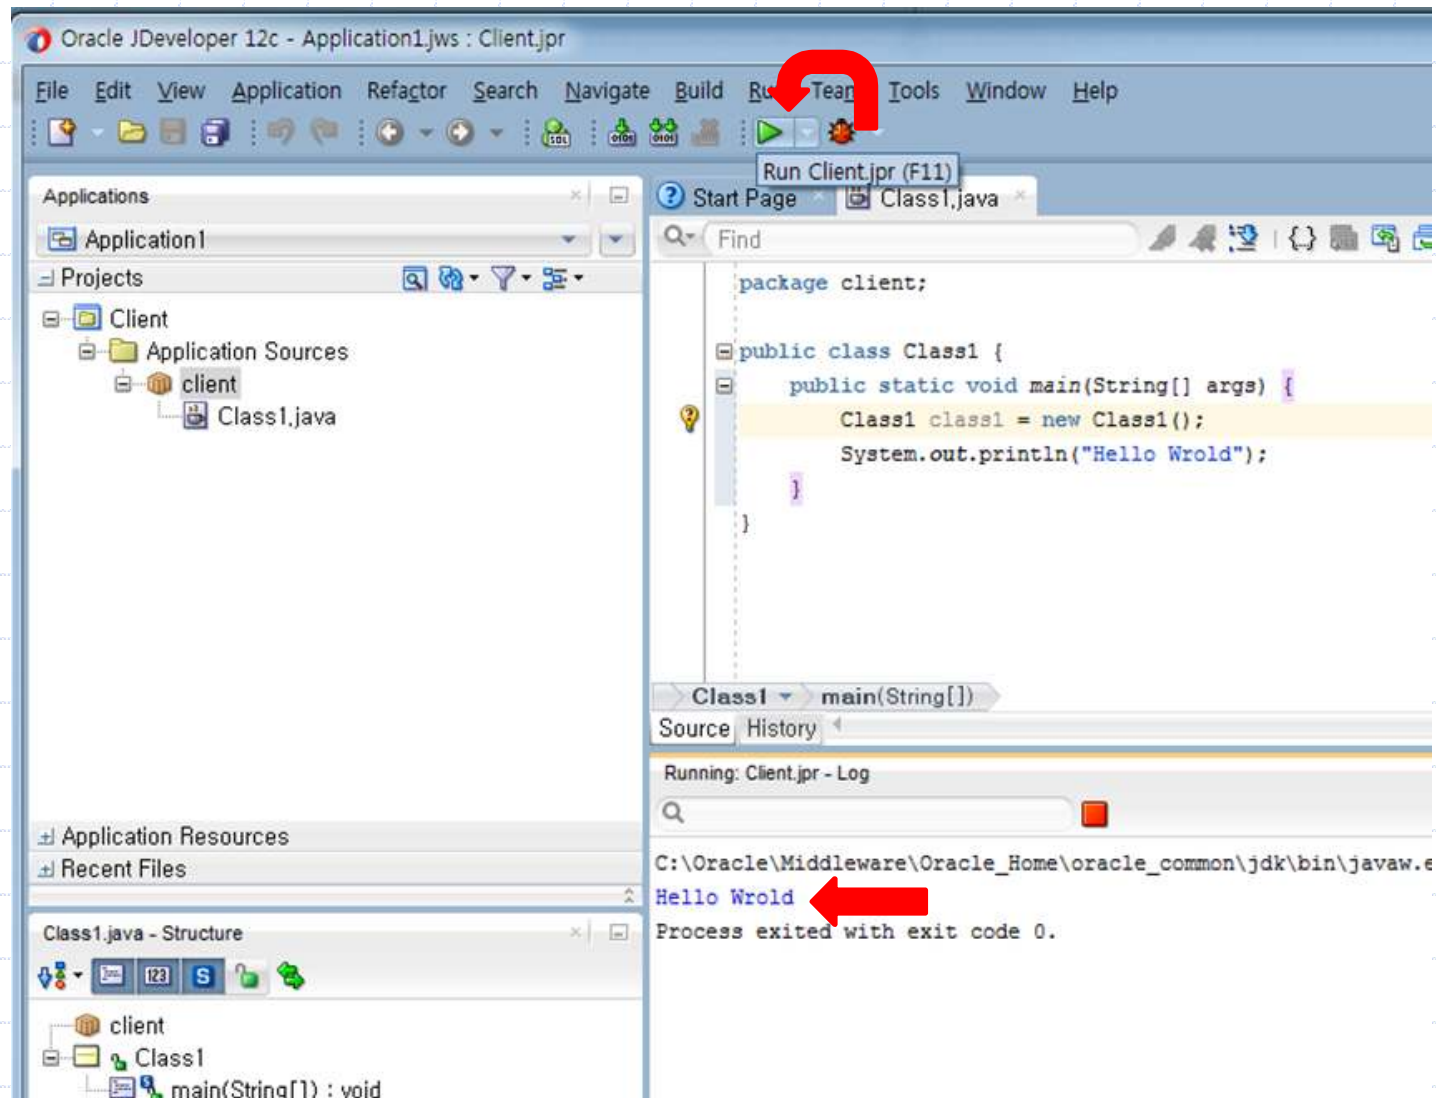 Oracle JDeveloper 12c - Application1.jws : Client.jpr
File Edit View Application Refactor Search Navigate Build Team Tools Window Help
SQL
Run Client.jpr (F11)
Applications
Start Page Class1.java
Application1
Find
Projects
Client
Application Sources
client
Class1.java
package client;
public class Class1 {
public static void main(String[] args) {
Class1 class1 = new Class1();
System.out.println("Hello Wrold");
}
}
Class1 main(String[])
Source History
Running: Client.jpr - Log
Application Resources
Recent Files
C:\Oracle\Middleware\Oracle_Home\oracle_common\jdk\bin\javaw.e
Hello Wrold
Process exited with exit code 0.
Class1.java - Structure
123 S
client
Class1
main(String[]) : void